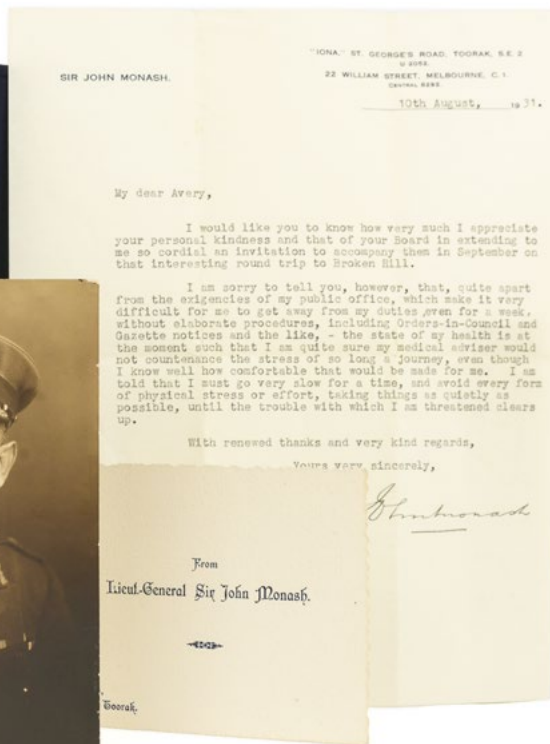 "IONA," ST. GEORGE'S ROAD, TOORAK, S.E. 2.
U 2052.
SIR JOHN MONASH.
22 WILLIAM STREET, MELBOURNE, C. 1.
CENTRAL
10th August, 1931.
My dear Avery,
I would like you to know how very much I appreciate
your personal kindness and that of your Board in extending to
me so cordial an invitation to accompany them in September on
that interesting round trip to Broken Hill.
I am sorry to tell you, however, that, quite apart
from the exigencies of my public office, which make it very
difficult for me to get away from my duties ,even for a week,
without elaborate procedures, including Orders-in-Council and
Gazette notices and the like, - the state of my health is at
the moment such that I am quite sure my medical adviser would
not countenance the stress of so long a journey, even though
I know well how comfortable that would be made for me. I am
told that I must go very slow for a time, and avoid every form
of physical stress or effort, taking things as quietly as
possible, until the trouble with which I am threatened clears
up.
With renewed thanks and very kind regards,
Yours very sincerely,
John Monash
From
Lieut-General Sir John Monash.
Toorak.